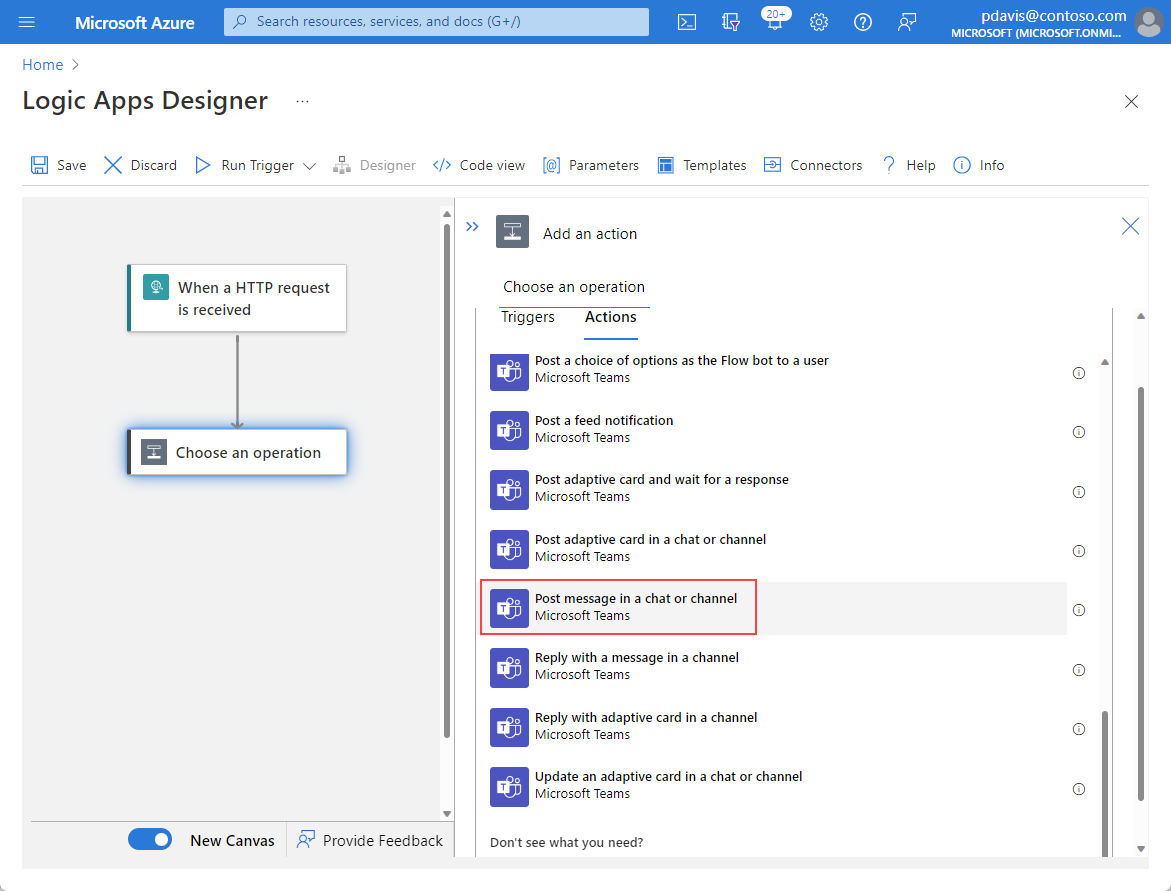 Microsoft Azure
Search resources, services, and docs (G+/)
20+
pdavis@contoso.com
MICROSOFT (MICROSOFT.ONMI...
Home
Logic Apps Designer
...
Save
Discard
Run Trigger
Designer
Code view
Parameters
Templates
Connectors
Help
Info
When a HTTP request
is received
Choose an operation
Add an action
Choose an operation
Triggers
Actions
Post a choice of options as the Flow bot to a user
Microsoft Teams
Post a feed notification
Microsoft Teams
Post adaptive card and wait for a response
Microsoft Teams
Post adaptive card in a chat or channel
Microsoft Teams
Post message in a chat or channel
Microsoft Teams
Reply with a message in a channel
Microsoft Teams
Reply with adaptive card in a channel
Microsoft Teams
Update an adaptive card in a chat or channel
Microsoft Teams
Don't see what you need?
New Canvas
Provide Feedback